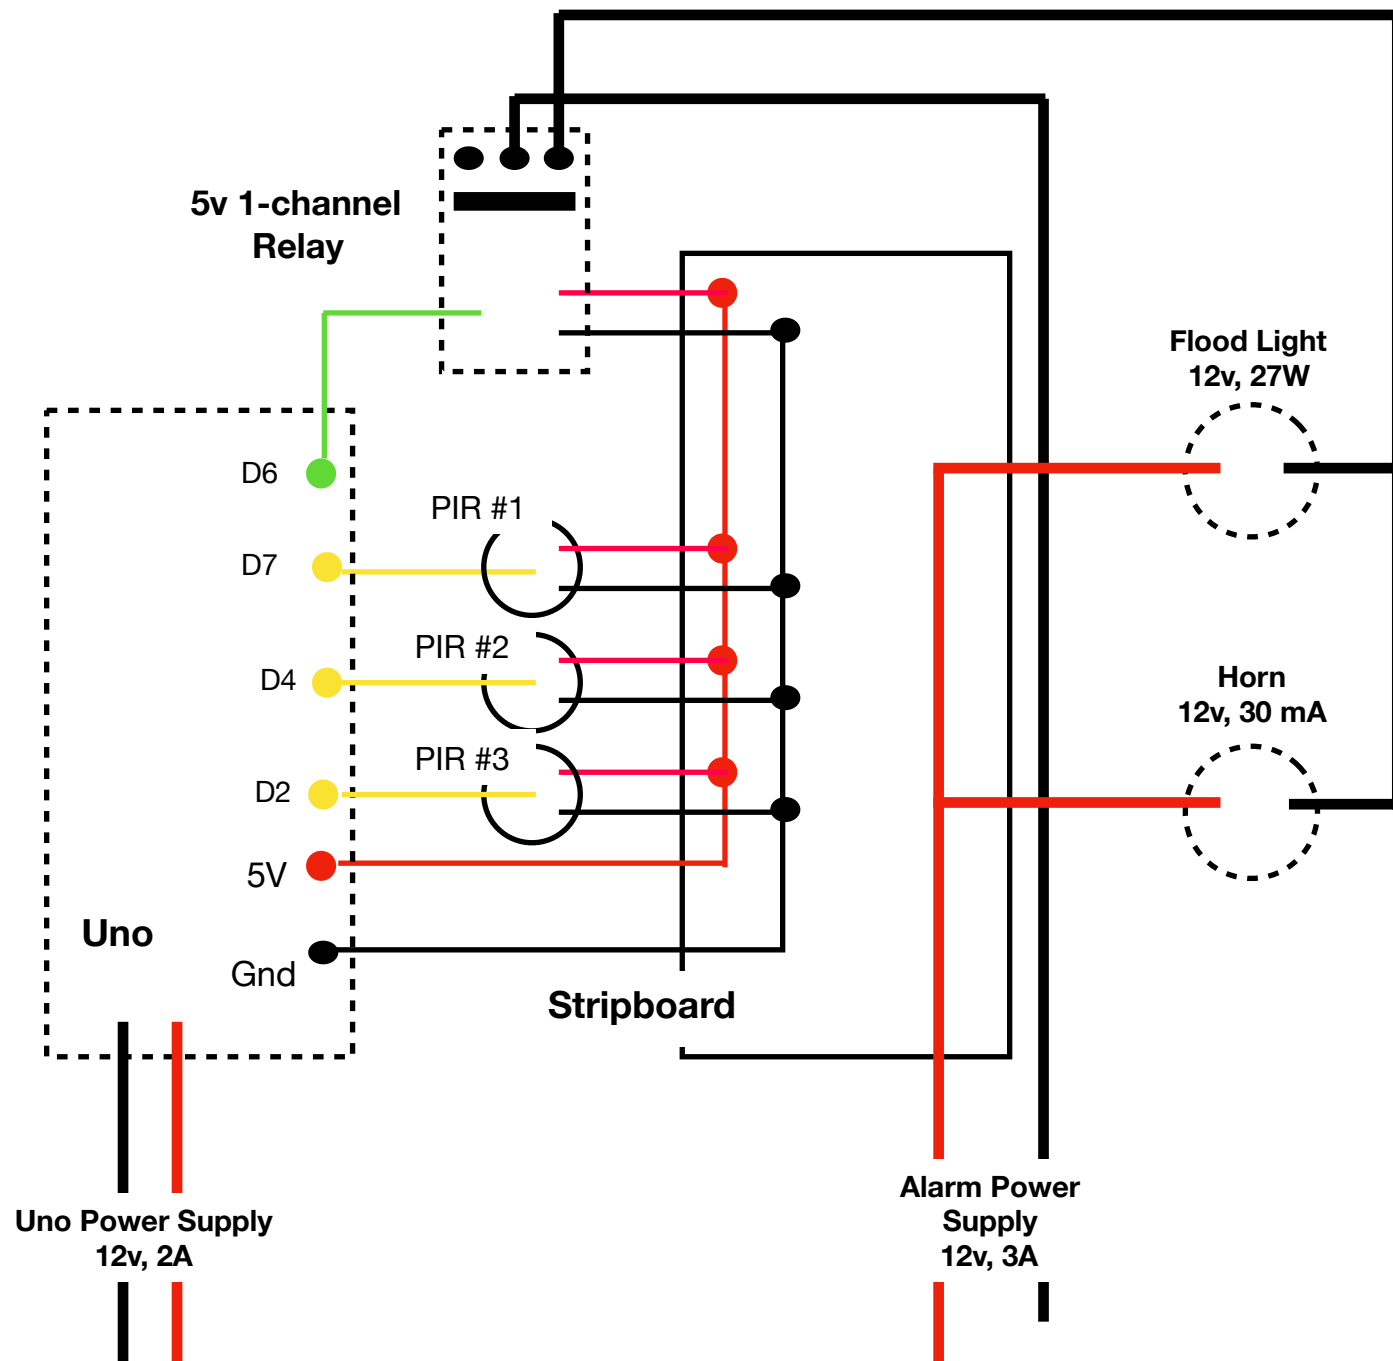 5v 1-channel
Relay
Flood Light
12v, 27W
D6
PIR #1
D7
PIR #2
D4
Horn
12v, 30 mA
PIR #3
D2
5V
Uno
Gnd
Stripboard
Alarm Power
Supply
12v, 3A
Uno Power Supply
12v, 2A